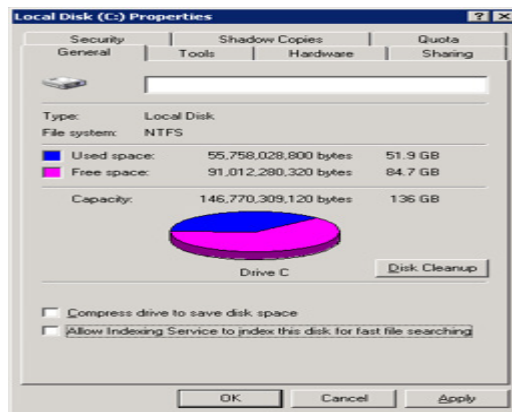 Local Disk (C:) Properties
Security Shadow Copies Quota
General Tools Hardware Sharing
Type: Local Disk
File system: NTFS
Used space: 55,758,028,800 bytes 51.9 GB
Free space: 91,012,280,320 bytes 84.7 GB
Capacity: 146,770,309,120 bytes 136 GB
Drive C
Disk Cleanup
Compress drive to save disk space
Allow Indexing Service to index this disk for fast file searching
OK Cancel Apply